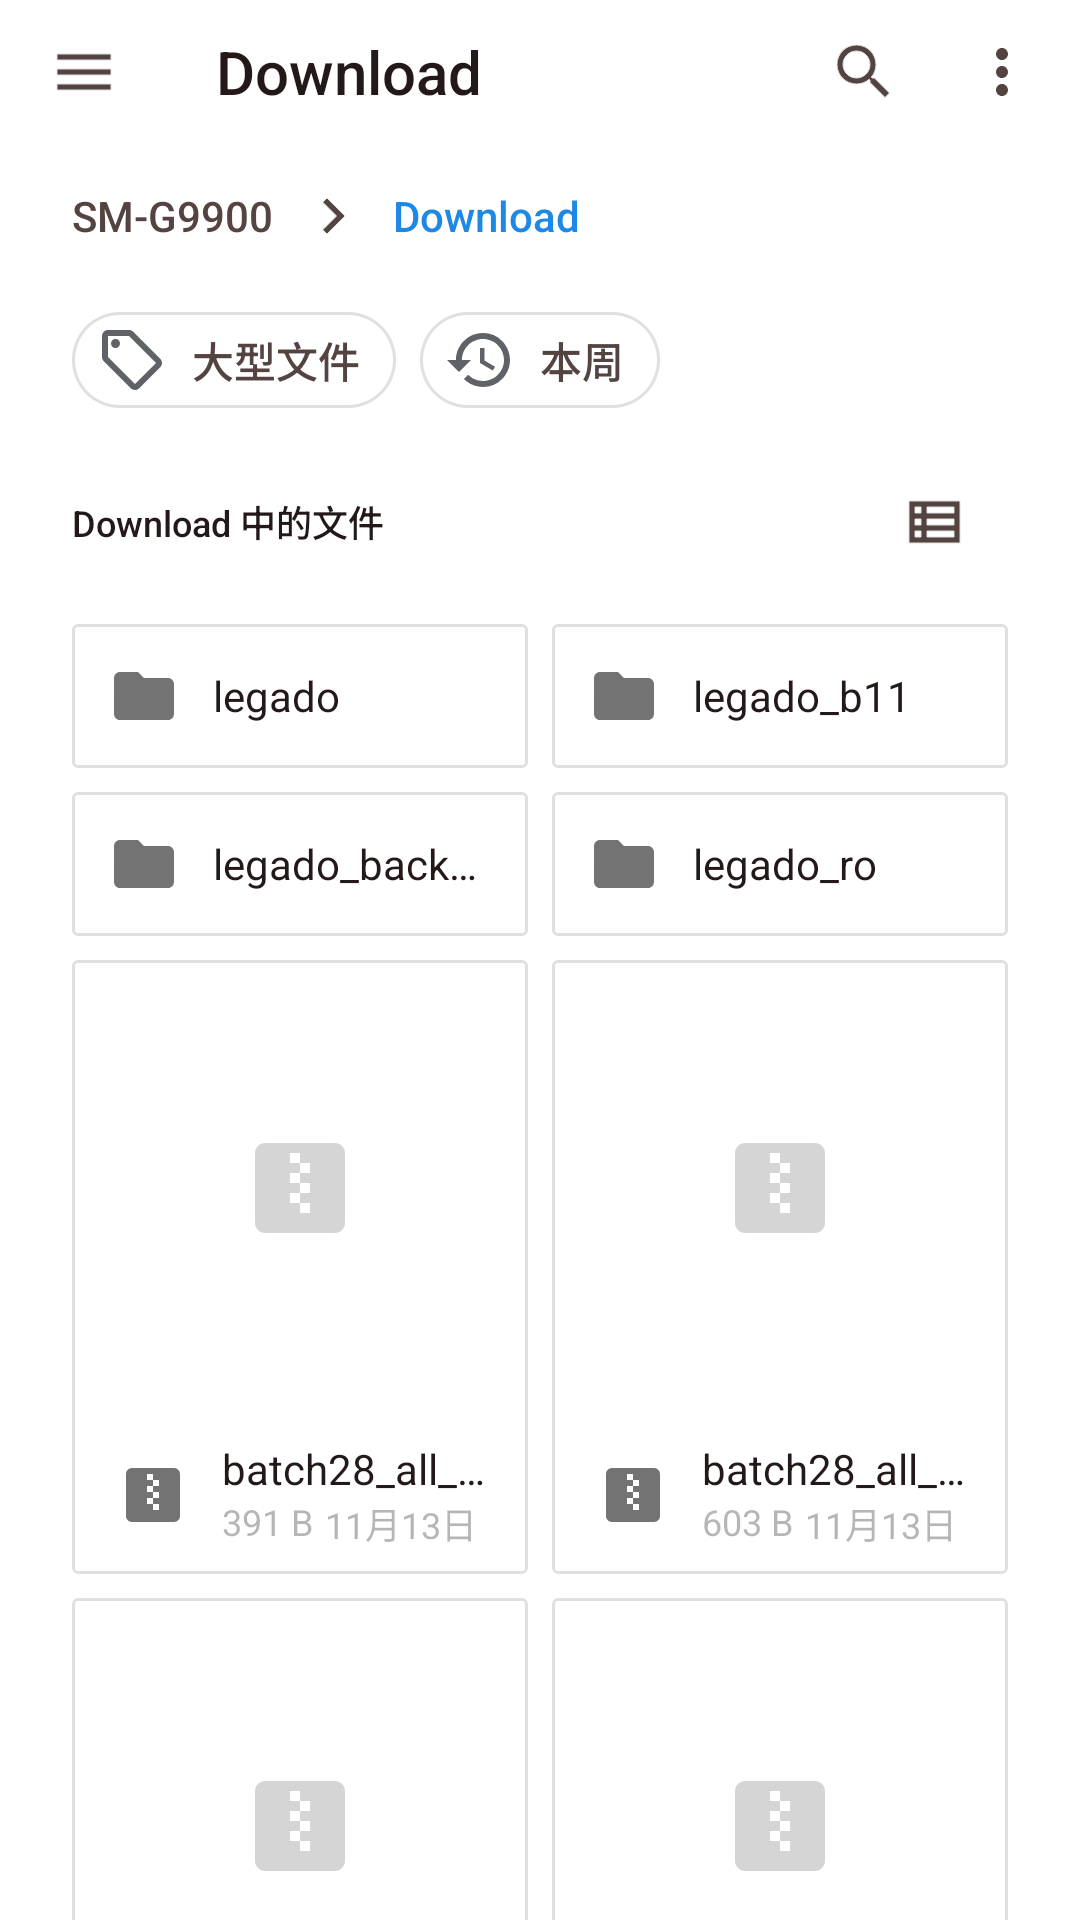 Download
SM-G9900 > Download
大型文件 本周
Download 中的文件
legado legado_b11
legado_back... legado_ro
batch28_all_... batch28_all_...
391 B 11月13日 603 B 11月13日